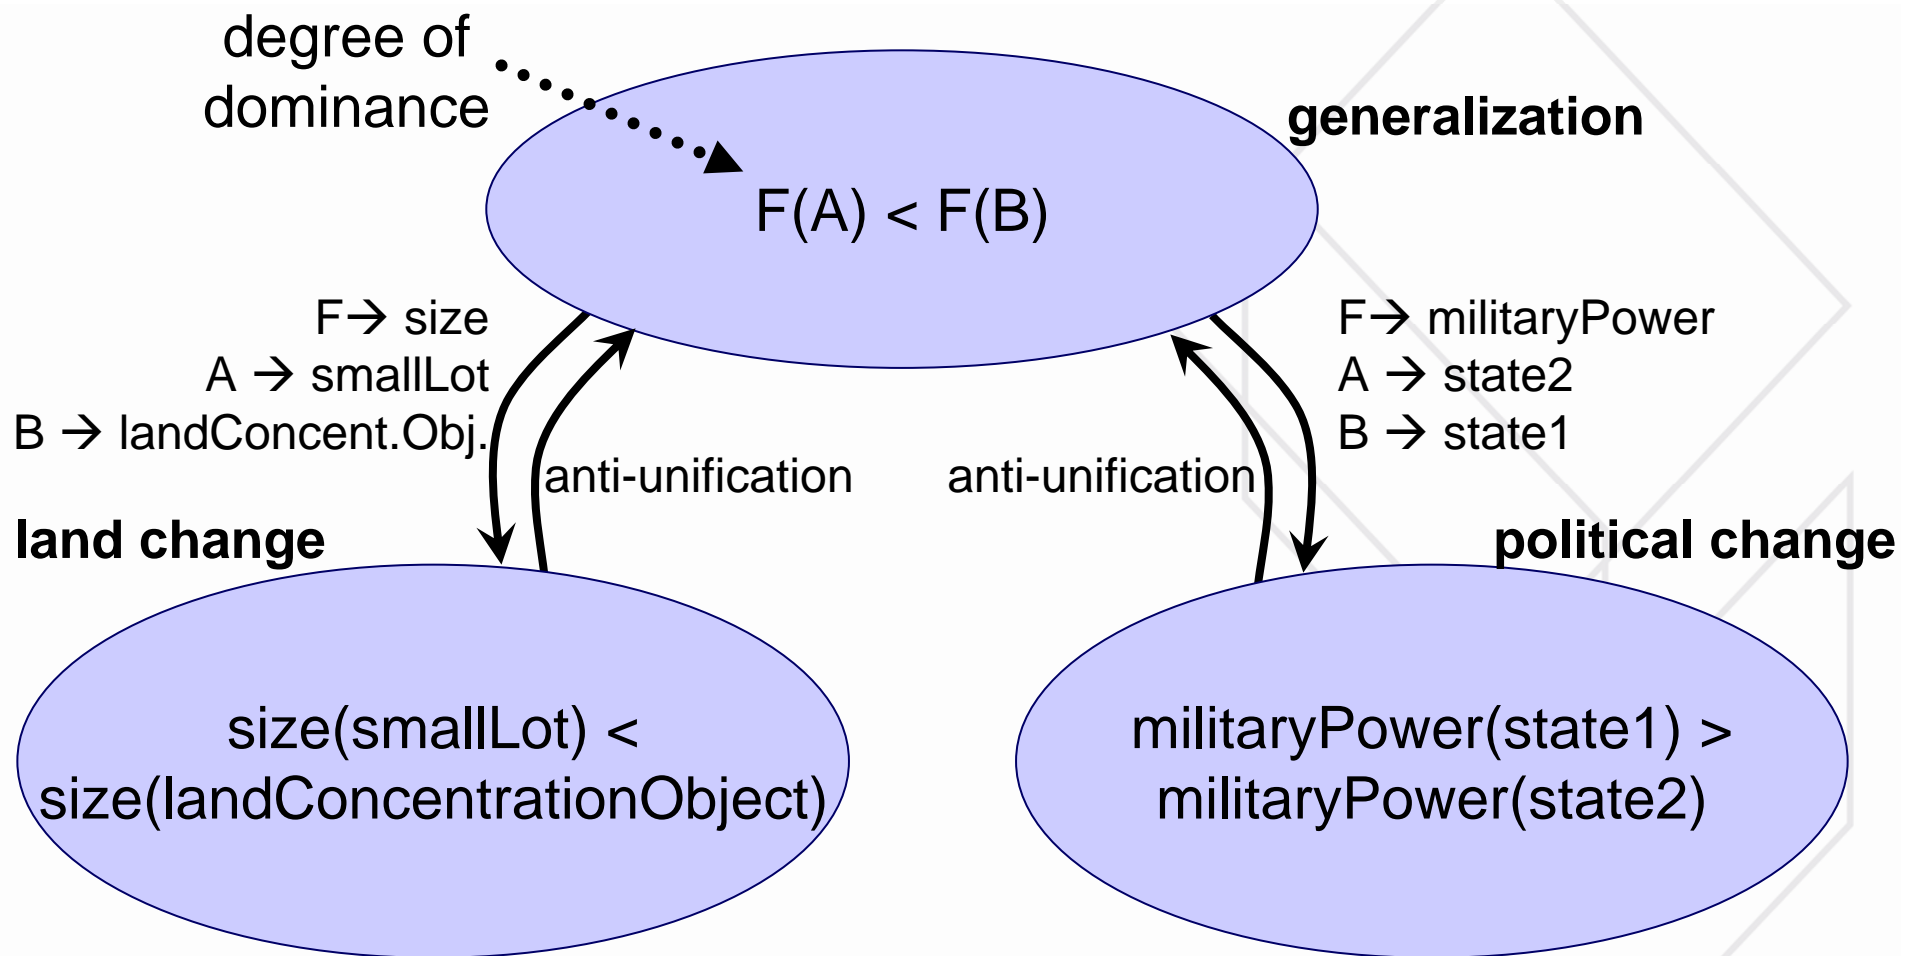 degree of
dominance
generalization
F(A) < F(B)
F→ size
A → smallLot
B → landConcent.Obj.
F→ militaryPower
A → state2
B → state1
anti-unification
anti-unification
land change
political change
size(smallLot) <
size(landConcentrationObject)
militaryPower(state1) >
militaryPower(state2)